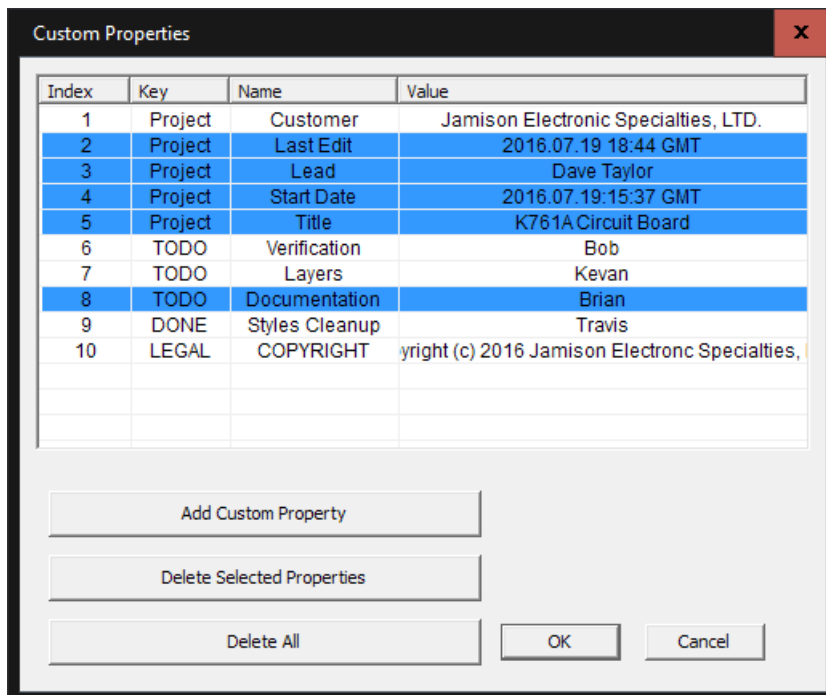 Custom Properties
x
Index Key Name Value
1 Project Customer Jamison Electronic Specialties, LTD.
2 Project Last Edit 2016.07.19 18:44 GMT
3 Project Lead Dave Taylor
4 Project Start Date 2016.07.19:15:37 GMT
5 Project Title K761A Circuit Board
6 TODO Verification Bob
7 TODO Layers Kevan
8 TODO Documentation Brian
9 DONE Styles Cleanup Travis
10 LEGAL COPYRIGHT yright (c) 2016 Jamison Electronc Specialties,
Add Custom Property
Delete Selected Properties
Delete All OK Cancel